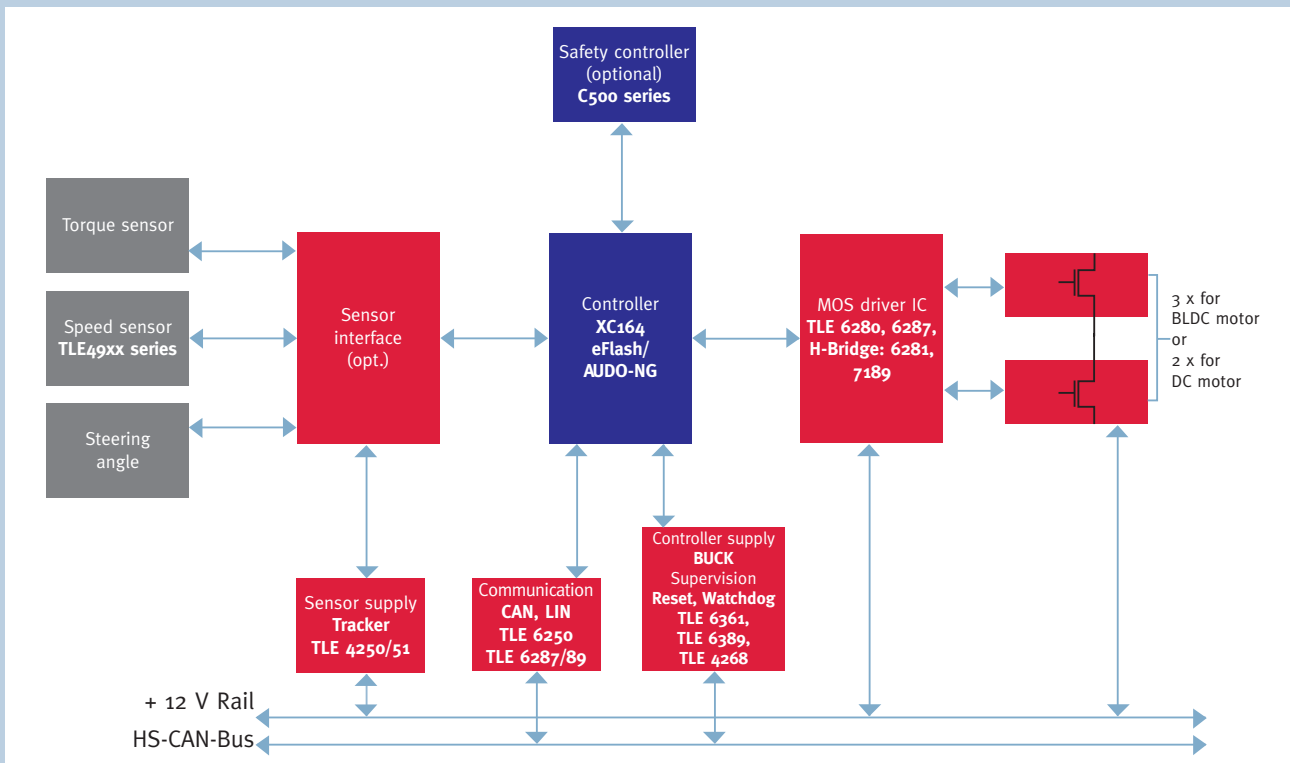 Safety controller
(optional)
C500 series
Torque sensor
Speed sensor
TLE49xx series
Steering
angle
Sensor
interface
(opt.)
Controller
XC164
eFlash/
AUDO-NG
MOS driver IC
TLE 6280, 6287,
H-Bridge: 6281,
7189
3 x for
BLDC motor
or
2 x for
DC motor
Sensor supply
Tracker
TLE 4250/51
Communication
CAN, LIN
TLE 6250
TLE 6287/89
Controller supply
BUCK
Supervision
Reset, Watchdog
TLE 6361,
TLE 6389,
TLE 4268
+ 12 V Rail
HS-CAN-Bus